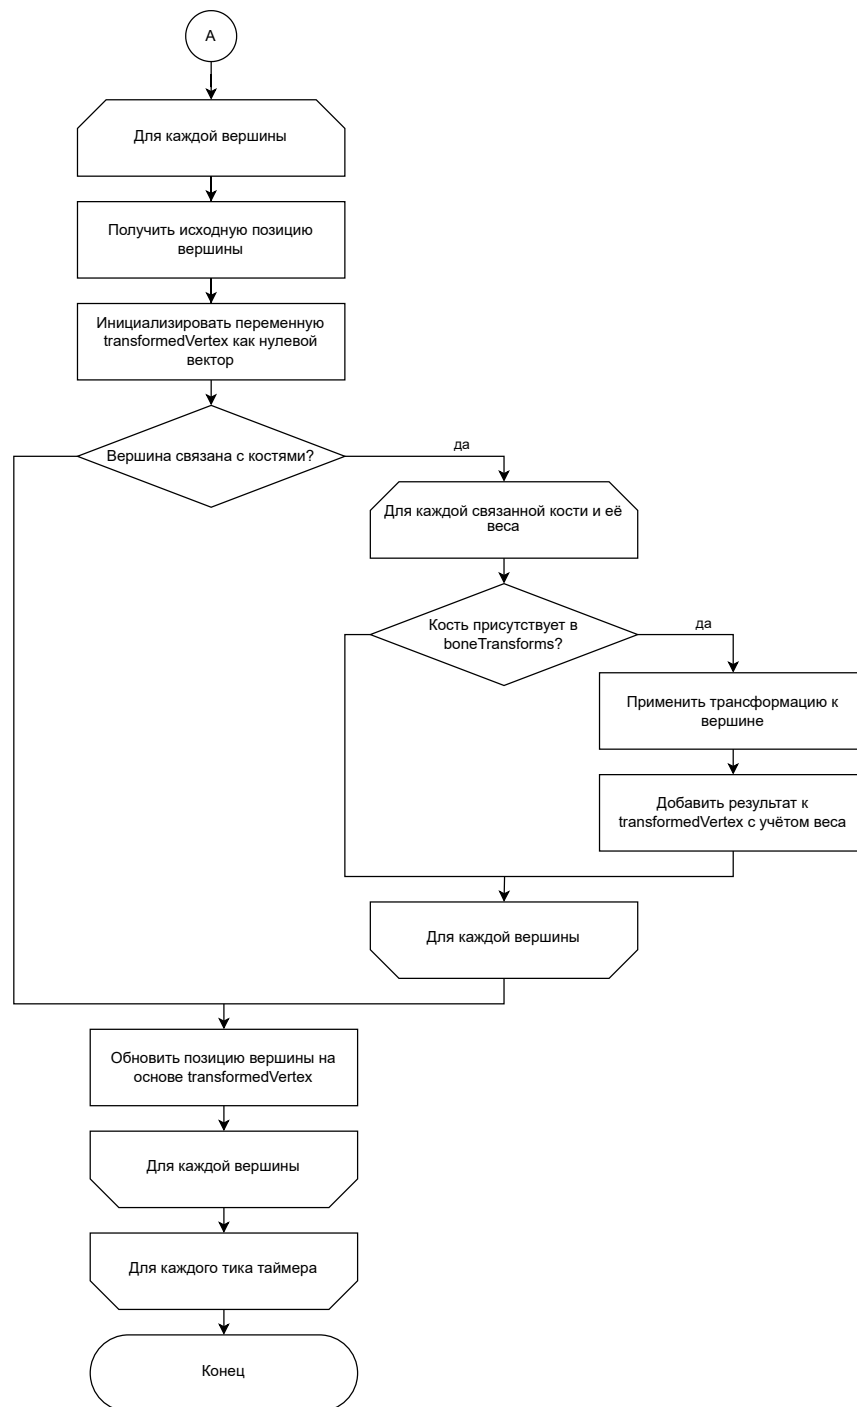 A
Для каждой вершины
Получить исходную позицию
вершины
Инициализировать переменную
transformedVertex как нулевой
вектор
Вершина связана с костями?
да
Для каждой связанной кости и её
веса
Кость присутствует в
boneTransforms?
да
Применить трансформацию к
вершине
Добавить результат к
transformedVertex с учётом веса
Для каждой вершины
Обновить позицию вершины на
основе transformedVertex
Для каждой вершины
Для каждого тика таймера
Конец